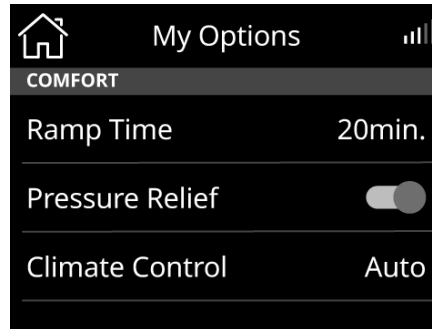 My Options
COMFORT
Ramp Time 20min.
Pressure Relief
Climate Control Auto